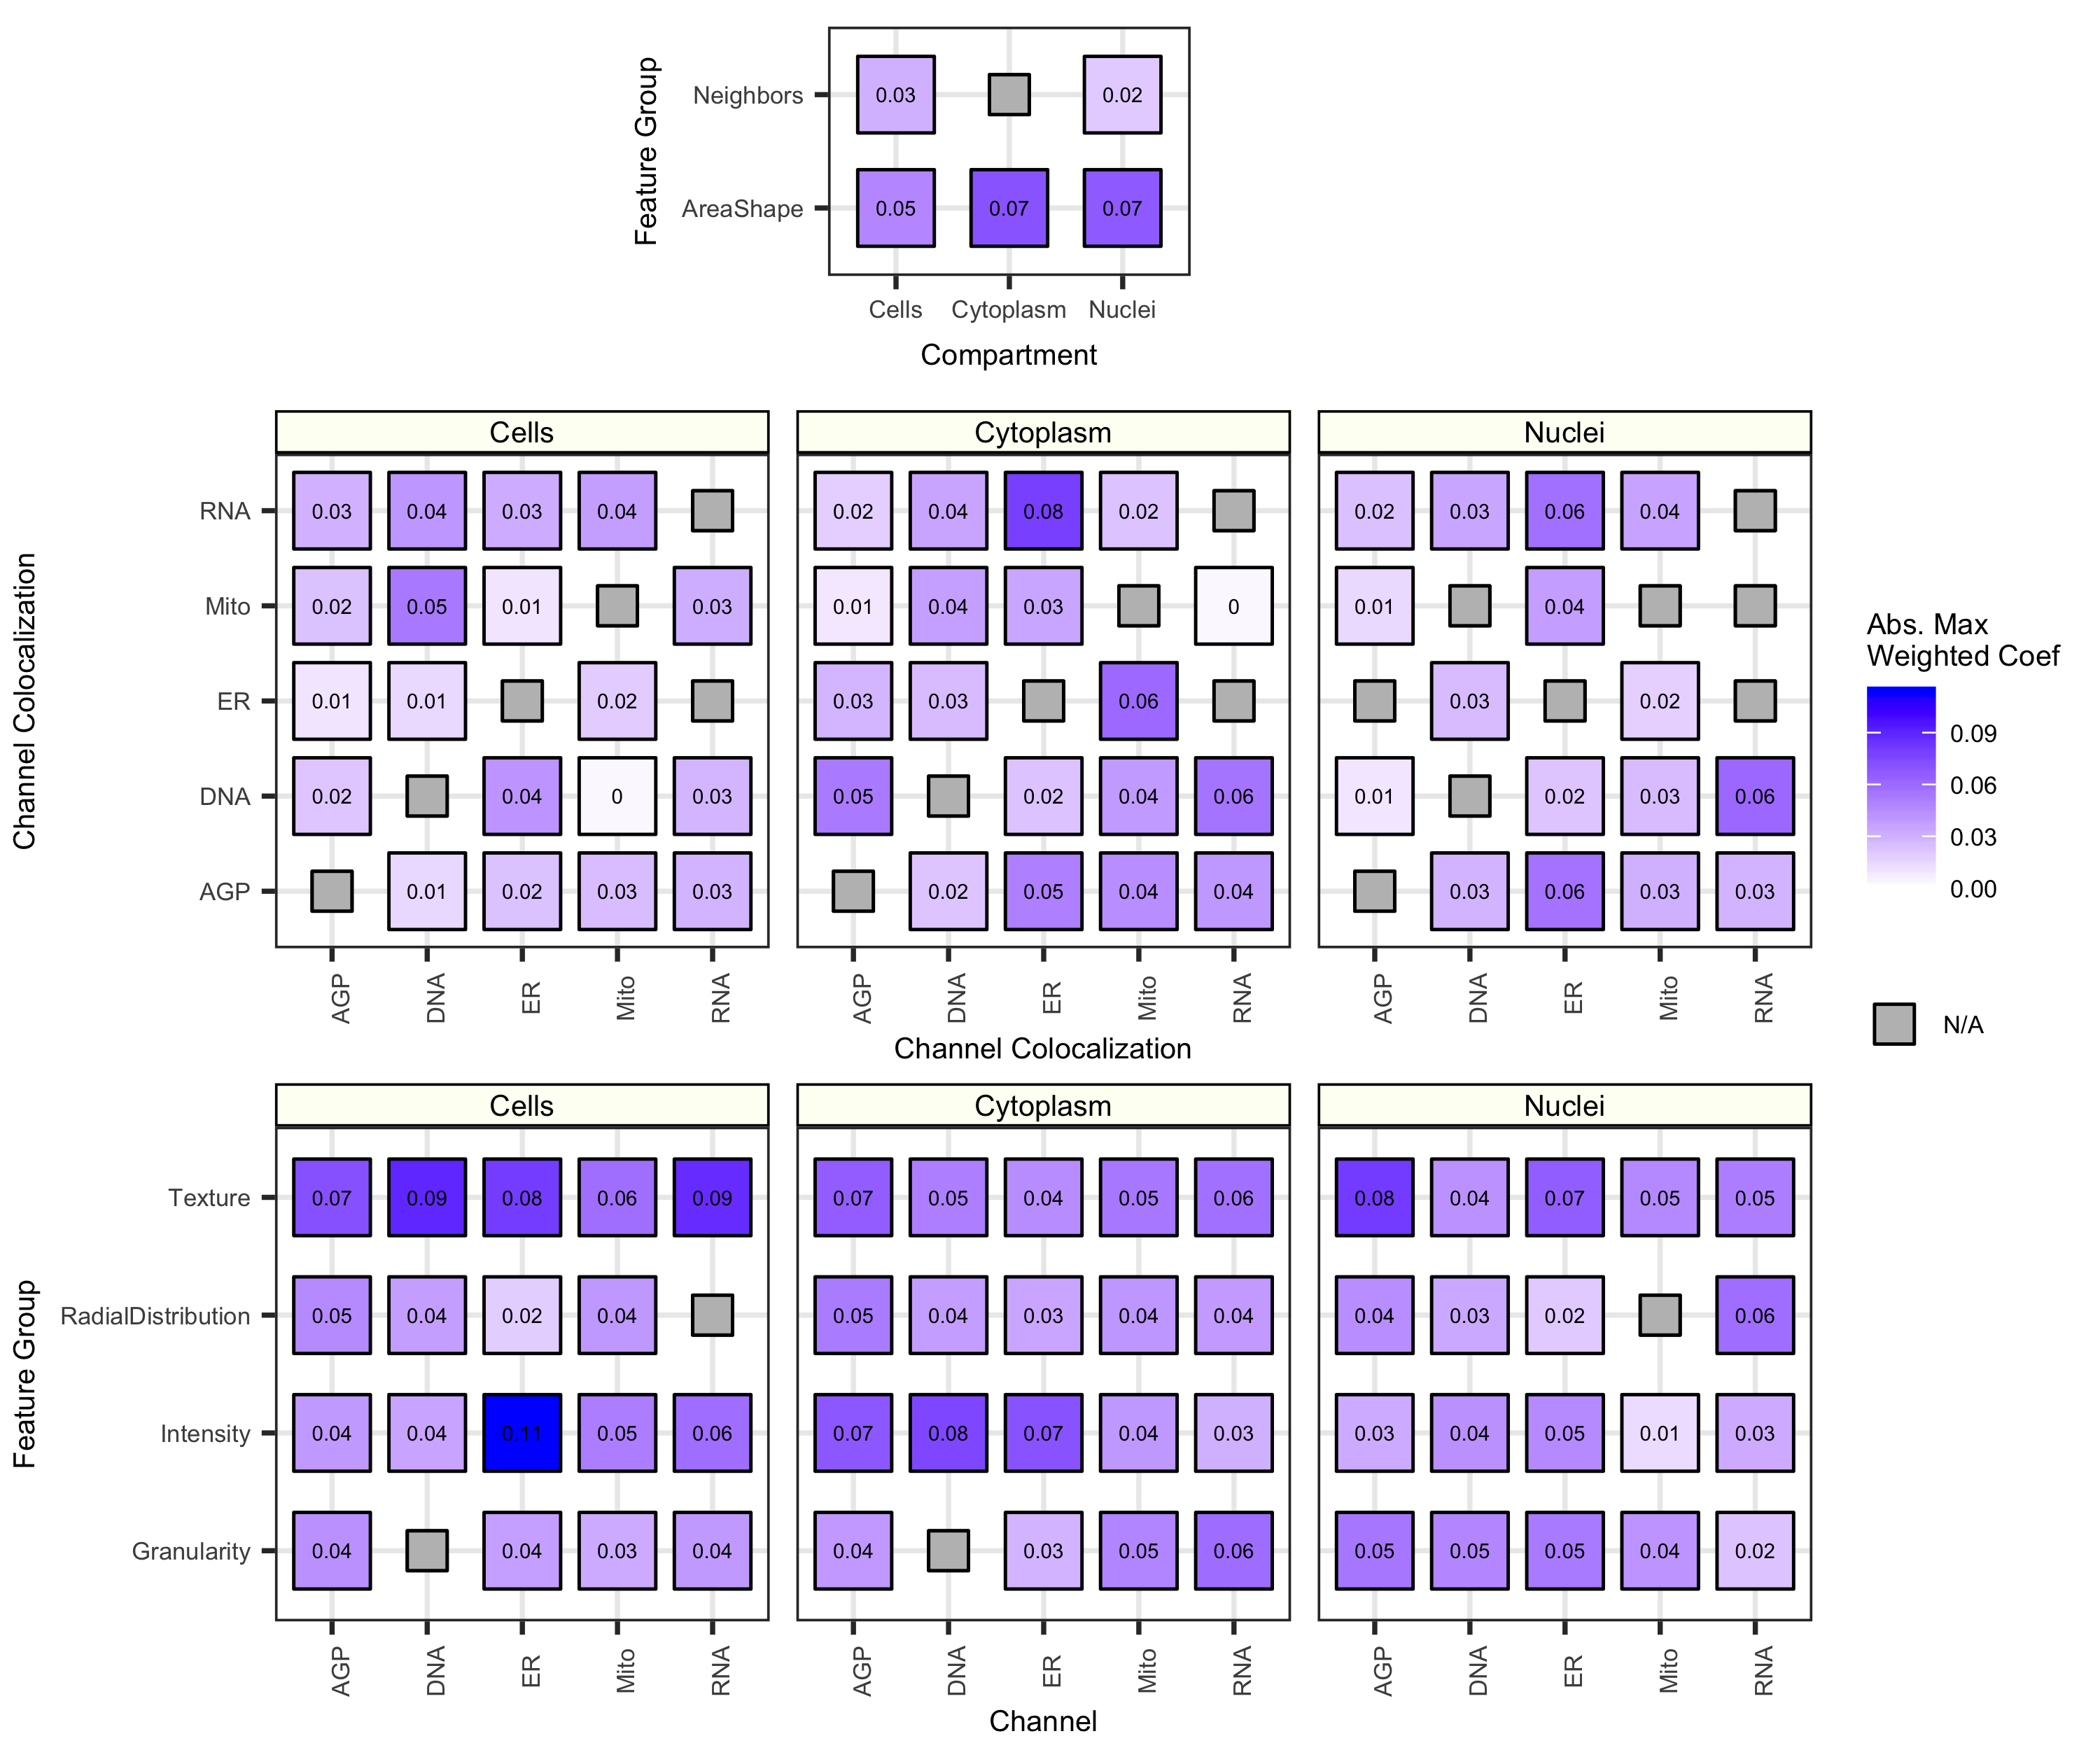 Feature Group
Neighbors
0.03
0.02
AreaShape
0.05
0.07
0.07
Cells
Cytoplasm
Nuclei
Compartment
Channel Colocalization
Cells
Cytoplasm
Nuclei
RNA
0.03 0.04 0.03 0.04
0.02 0.04 0.08 0.02
0.02 0.03 0.06 0.04
Mito
0.02 0.05 0.01 0.03
0.01 0.04 0.03 0
0.01 0.04
ER
0.01 0.01 0.02
0.03 0.03 0.06
0.03 0.02
DNA
0.02 0.04 0 0.03
0.05 0.02 0.04 0.06
0.01 0.02 0.03 0.06
AGP
0.01 0.02 0.03 0.03
0.02 0.05 0.04 0.04
0.03 0.06 0.03 0.03
AGP DNA ER Mito RNA
AGP DNA ER Mito RNA
AGP DNA ER Mito RNA
Channel Colocalization
Abs. Max
Weighted Coef
0.09
0.06
0.03
0.00
N/A
Feature Group
Cells
Cytoplasm
Nuclei
Texture
0.07 0.09 0.08 0.06 0.09
0.07 0.05 0.04 0.05 0.06
0.08 0.04 0.07 0.05 0.05
RadialDistribution
0.05 0.04 0.02 0.04
0.05 0.04 0.03 0.04 0.04
0.04 0.03 0.02 0.06
Intensity
0.04 0.04 0.11 0.05 0.06
0.07 0.08 0.07 0.04 0.03
0.03 0.04 0.05 0.01 0.03
Granularity
0.04 0.04 0.03 0.04
0.04 0.03 0.05 0.06
0.05 0.05 0.05 0.04 0.02
AGP DNA ER Mito RNA
AGP DNA ER Mito RNA
AGP DNA ER Mito RNA
Channel